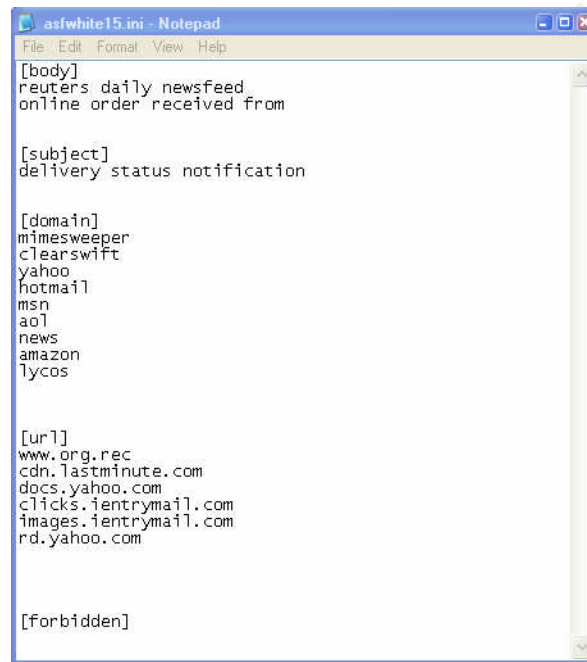 asfwhite15.ini - Notepad
File Edit Format View Help
[body]
reuters daily newsfeed
online order received from
[subject]
delivery status notification
[domain]
mimesweeper
clearswift
yahoo
hotmail
msn
aol
news
amazon
lycos
[url]
www.org.rec
cdn.lastminute.com
docs.yahoo.com
clicks.ientrymail.com
images.ientrymail.com
rd.yahoo.com
[forbidden]